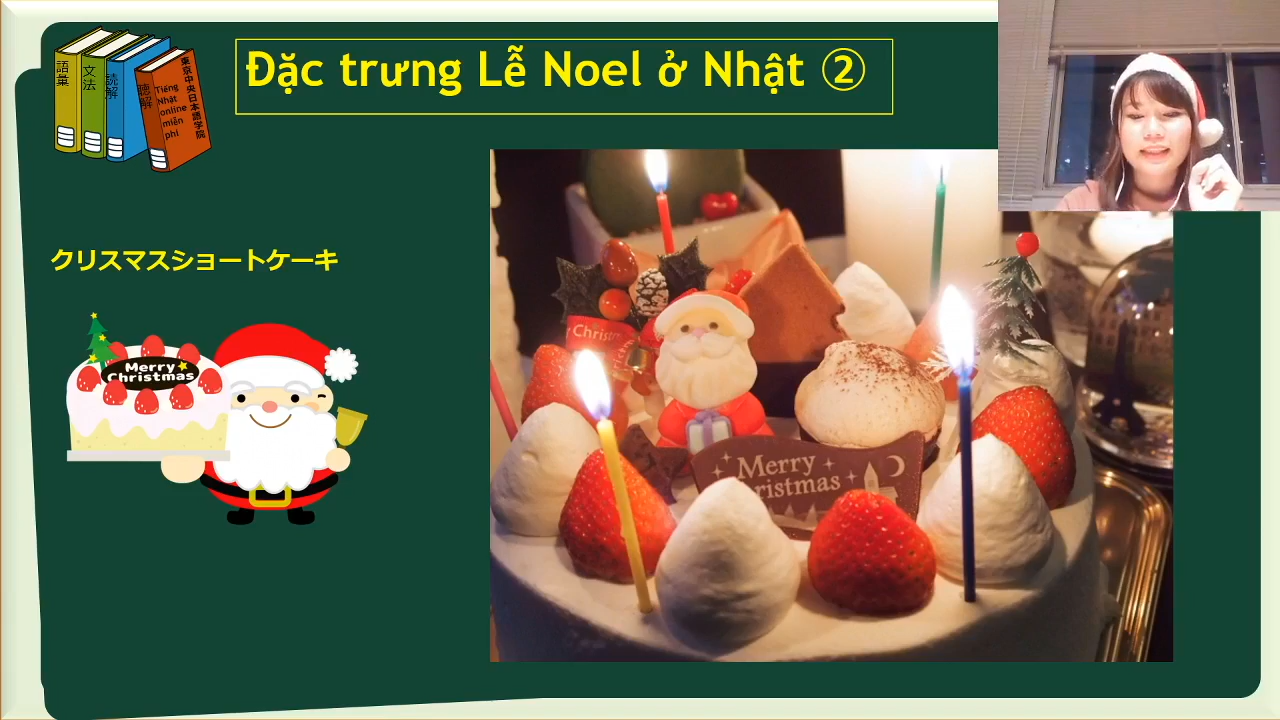 語彙
文法
読解
聴解
Tiếng
Nhật
online
miễn
phí
東京中央日本語学院
Đặc trưng Lễ Noel ở Nhật ②
クリスマスショートケーキ
Merry
Christmas
Merry